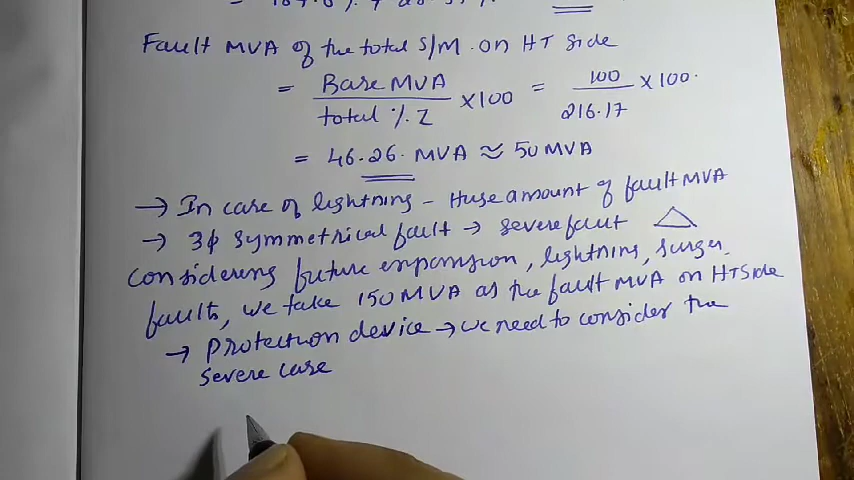 Fault MVA of the total S/M on HT Side
= Base MVA / total %Z × 100 = 100 / 216.17 × 100
= 46.26 MVA ≈ 50 MVA
→ In case of lightning - Huge amount of fault MVA
→ 3ϕ symmetrical fault → severe fault
Considering future expansion, lightning, surges
faults, we take 150 MVA as the fault MVA on HT Side
→ Protection device → we need to consider the
severe case